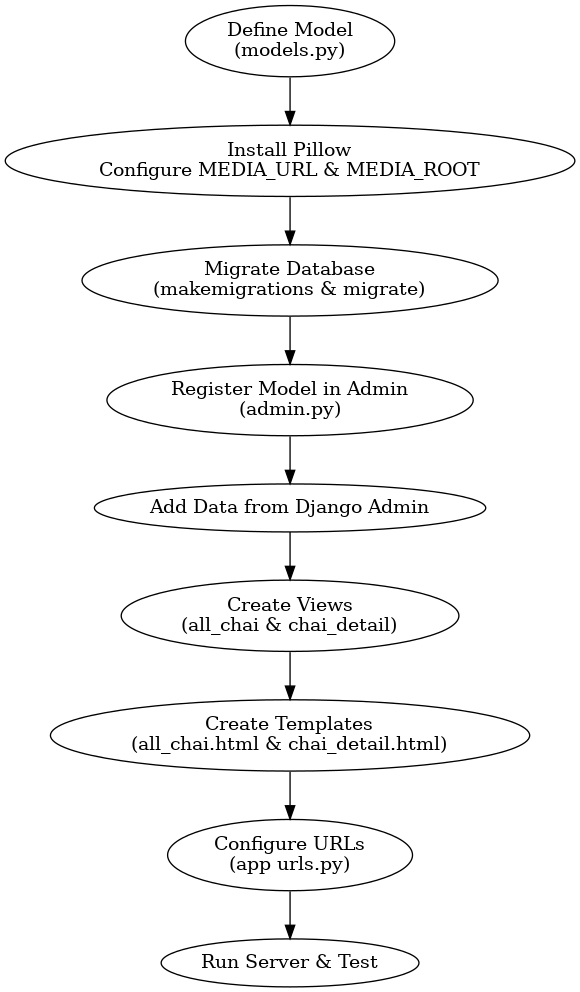 Define Model
(models.py)
Install Pillow
Configure MEDIA_URL & MEDIA_ROOT
Migrate Database
(makemigrations & migrate)
Register Model in Admin
(admin.py)
Add Data from Django Admin
Create Views
(all_chai & chai_detail)
Create Templates
(all_chai.html & chai_detail.html)
Configure URLs
(app urls.py)
Run Server & Test